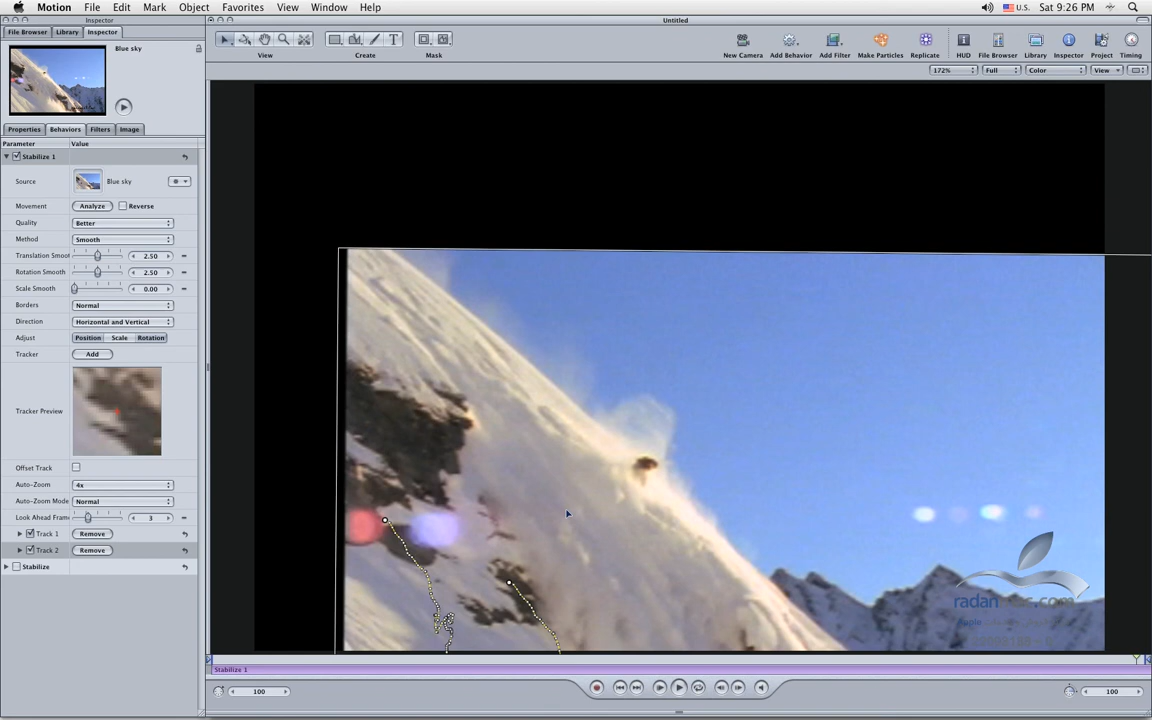 Motion File Edit Mark Object Favorites View Window Help U.S. Sat 9:26 PM
Inspector
Untitled
File Browser Library Inspector
Blue sky
View Create Mask New Camera Add Behavior Add Filter Make Particles Replicate HUD File Browser Library Inspector Project Timing
172% Full Color View
Properties Behaviors Filters Image
Parameter Value
Stabilize 1
Source Blue sky
Movement Analyze Reverse
Quality Better
Method Smooth
Translation Smoot 2.50
Rotation Smooth 2.50
Scale Smooth 0.00
Borders Normal
Direction Horizontal and Vertical
Adjust Position Scale Rotation
Tracker Add
Tracker Preview
Offset Track
Auto-Zoom 4x
Auto-Zoom Mode Normal
Look Ahead Fram 3
Track 1 Remove
Track 2 Remove
Stabilize
Apple
Stabilize 1
100 100